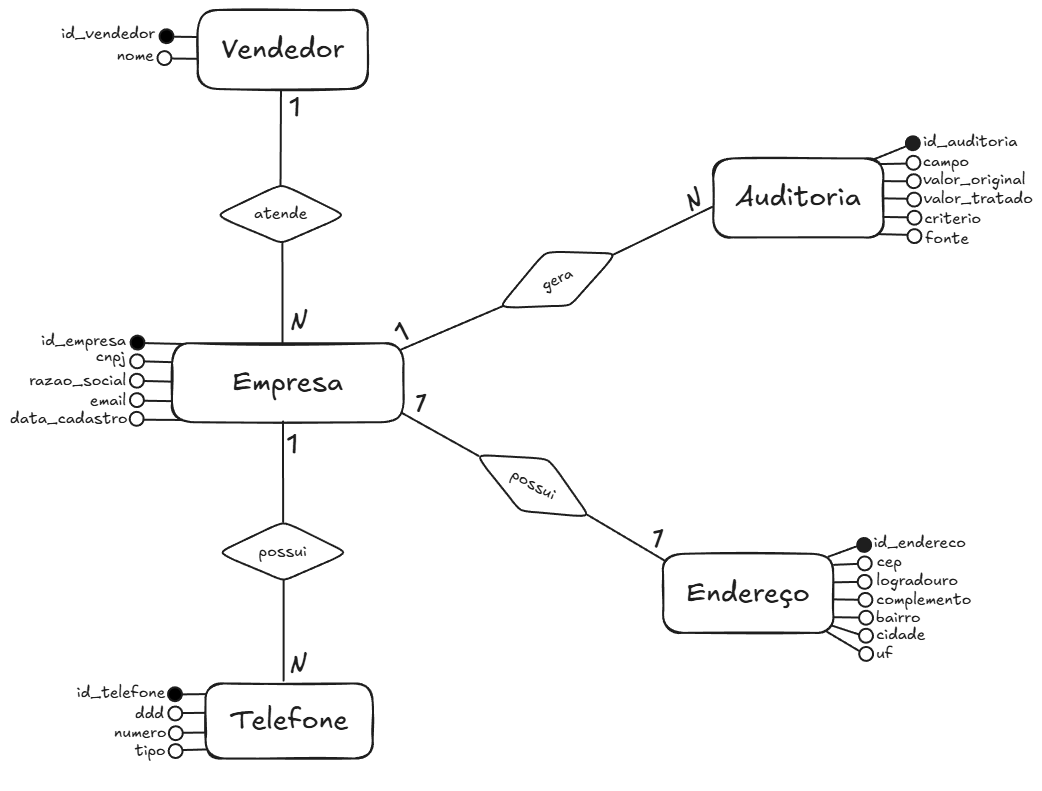 id_vendedor
nome
Vendedor
1
atende
N
id_empresa
cnpj
razao_social
email
data_cadastro
Empresa
1
gera
N
Auditoria
id_auditoria
campo
valor_original
valor_tratado
criterio
fonte
1
possui
1
Endereço
id_endereco
cep
logradouro
complemento
bairro
cidade
uf
1
possui
N
id_telefone
ddd
numero
tipo
Telefone